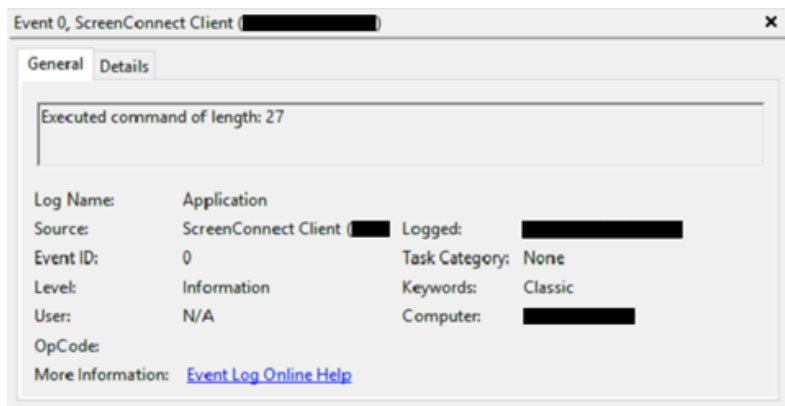 Event 0, ScreenConnect Client ( )
General Details
Executed command of length: 27
Log Name: Application
Source: ScreenConnect Client ( Logged:
Event ID: 0 Task Category: None
Level: Information Keywords: Classic
User: N/A Computer:
OpCode:
More Information: Event Log Online Help